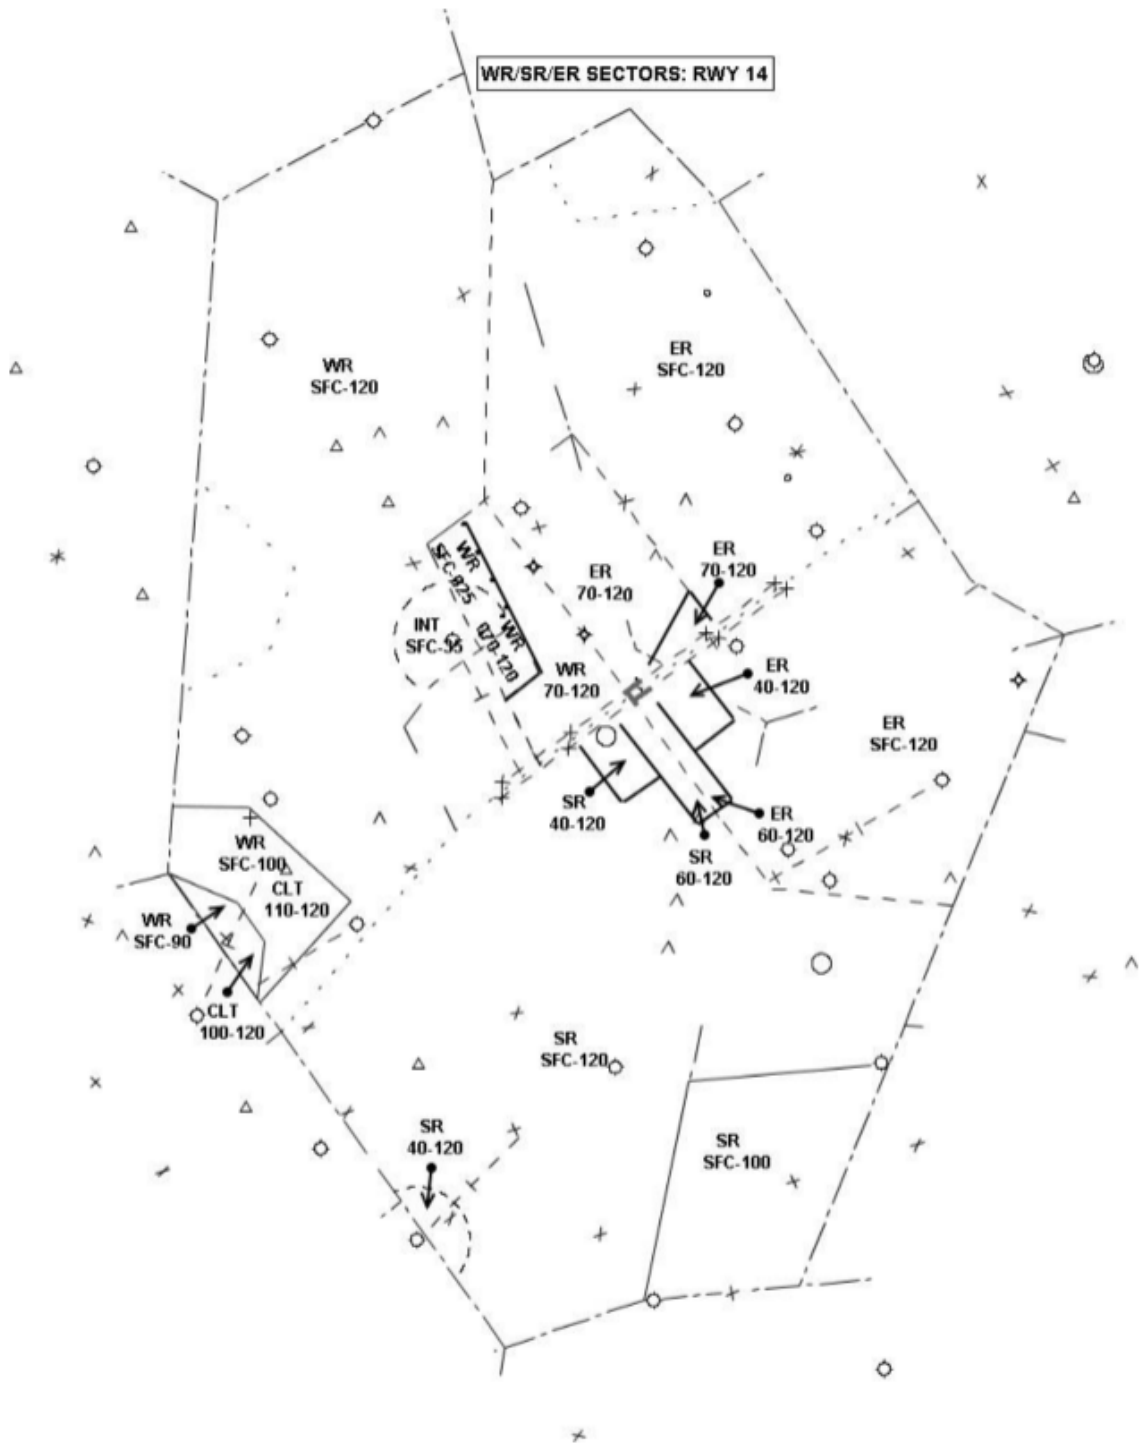 WR/SR/ER SECTORS: RWY 14
WR
SFC-120
ER
SFC-120
WR
SFC-825
ER
70-120
ER
70-120
INT
SFC-35
WR
070-120
WR
70-120
ER
40-120
ER
SFC-120
SR
40-120
ER
60-120
SR
60-120
WR
SFC-100
CLT
110-120
WR
SFC-90
CLT
100-120
SR
SFC-120
SR
40-120
SR
SFC-100